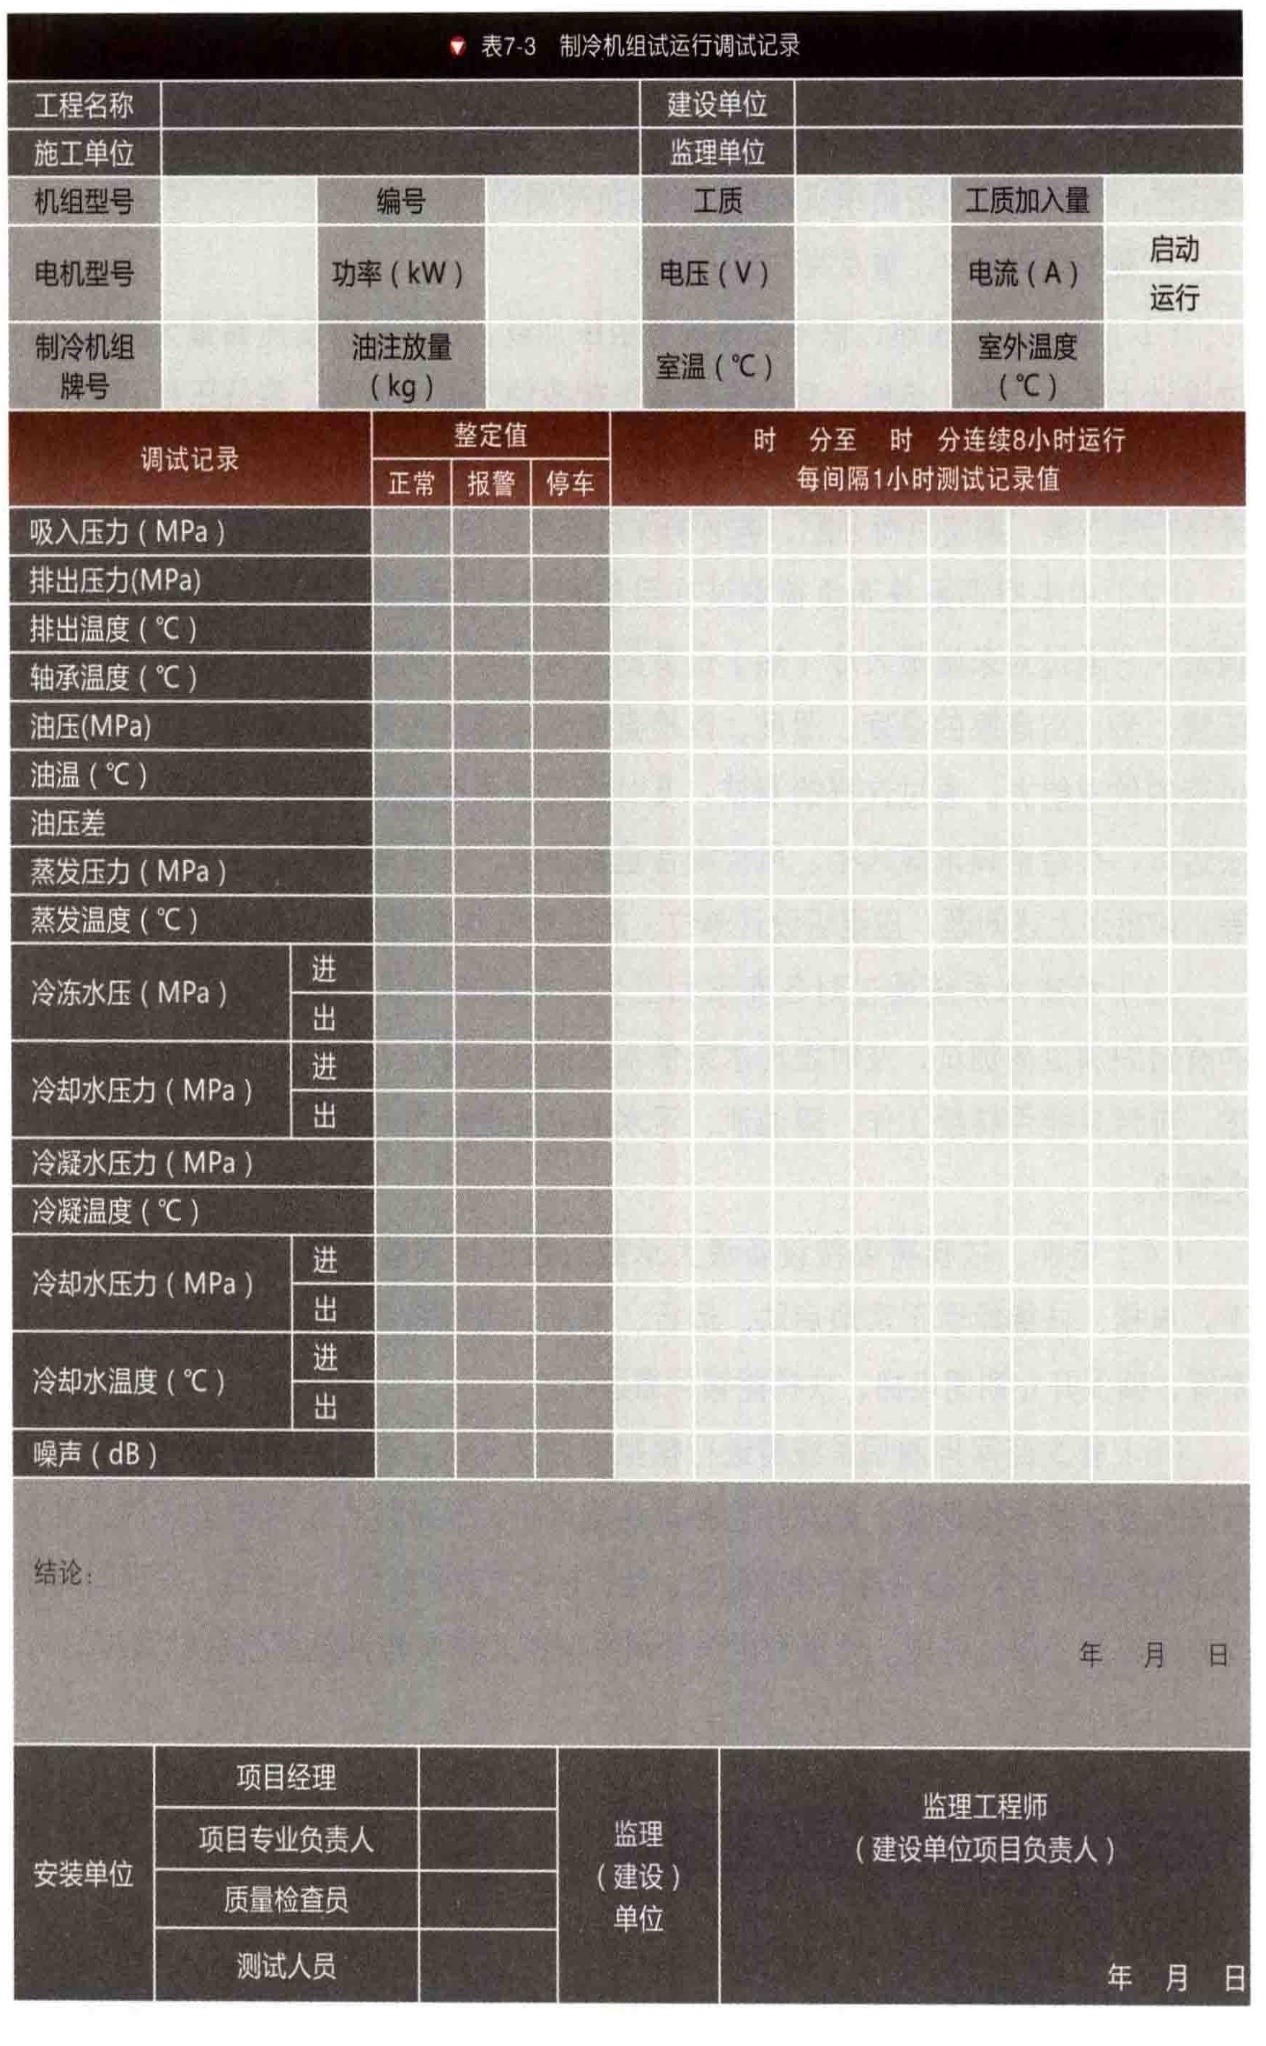 表7-3 制冷机组试运行调试记录
工程名称 建设单位
施工单位 监理单位
机组型号 编号 工质 工质加入量
电机型号 功率（kW） 电压（V） 电流（A） 启动
运行
制冷机组
牌号
油注放量
（kg）
室温（℃）
室外温度
（℃）
调试记录
整定值
正常 报警 停车
时 分至 时 分连续8小时运行
每间隔1小时测试记录值
吸入压力（MPa）
排出压力(MPa)
排出温度（℃）
轴承温度（℃）
油压(MPa)
油温（℃）
油压差
蒸发压力（MPa）
蒸发温度（℃）
冷冻水压（MPa） 进
出
冷却水压力（MPa） 进
出
冷凝水压力（MPa）
冷凝温度（℃）
冷却水压力（MPa） 进
出
冷却水温度（℃） 进
出
噪声（dB）
结论：
年 月 日
安装单位
项目经理
项目专业负责人
质量检查员
测试人员
监理
（建设）
单位
监理工程师
（建设单位项目负责人）
年 月 日